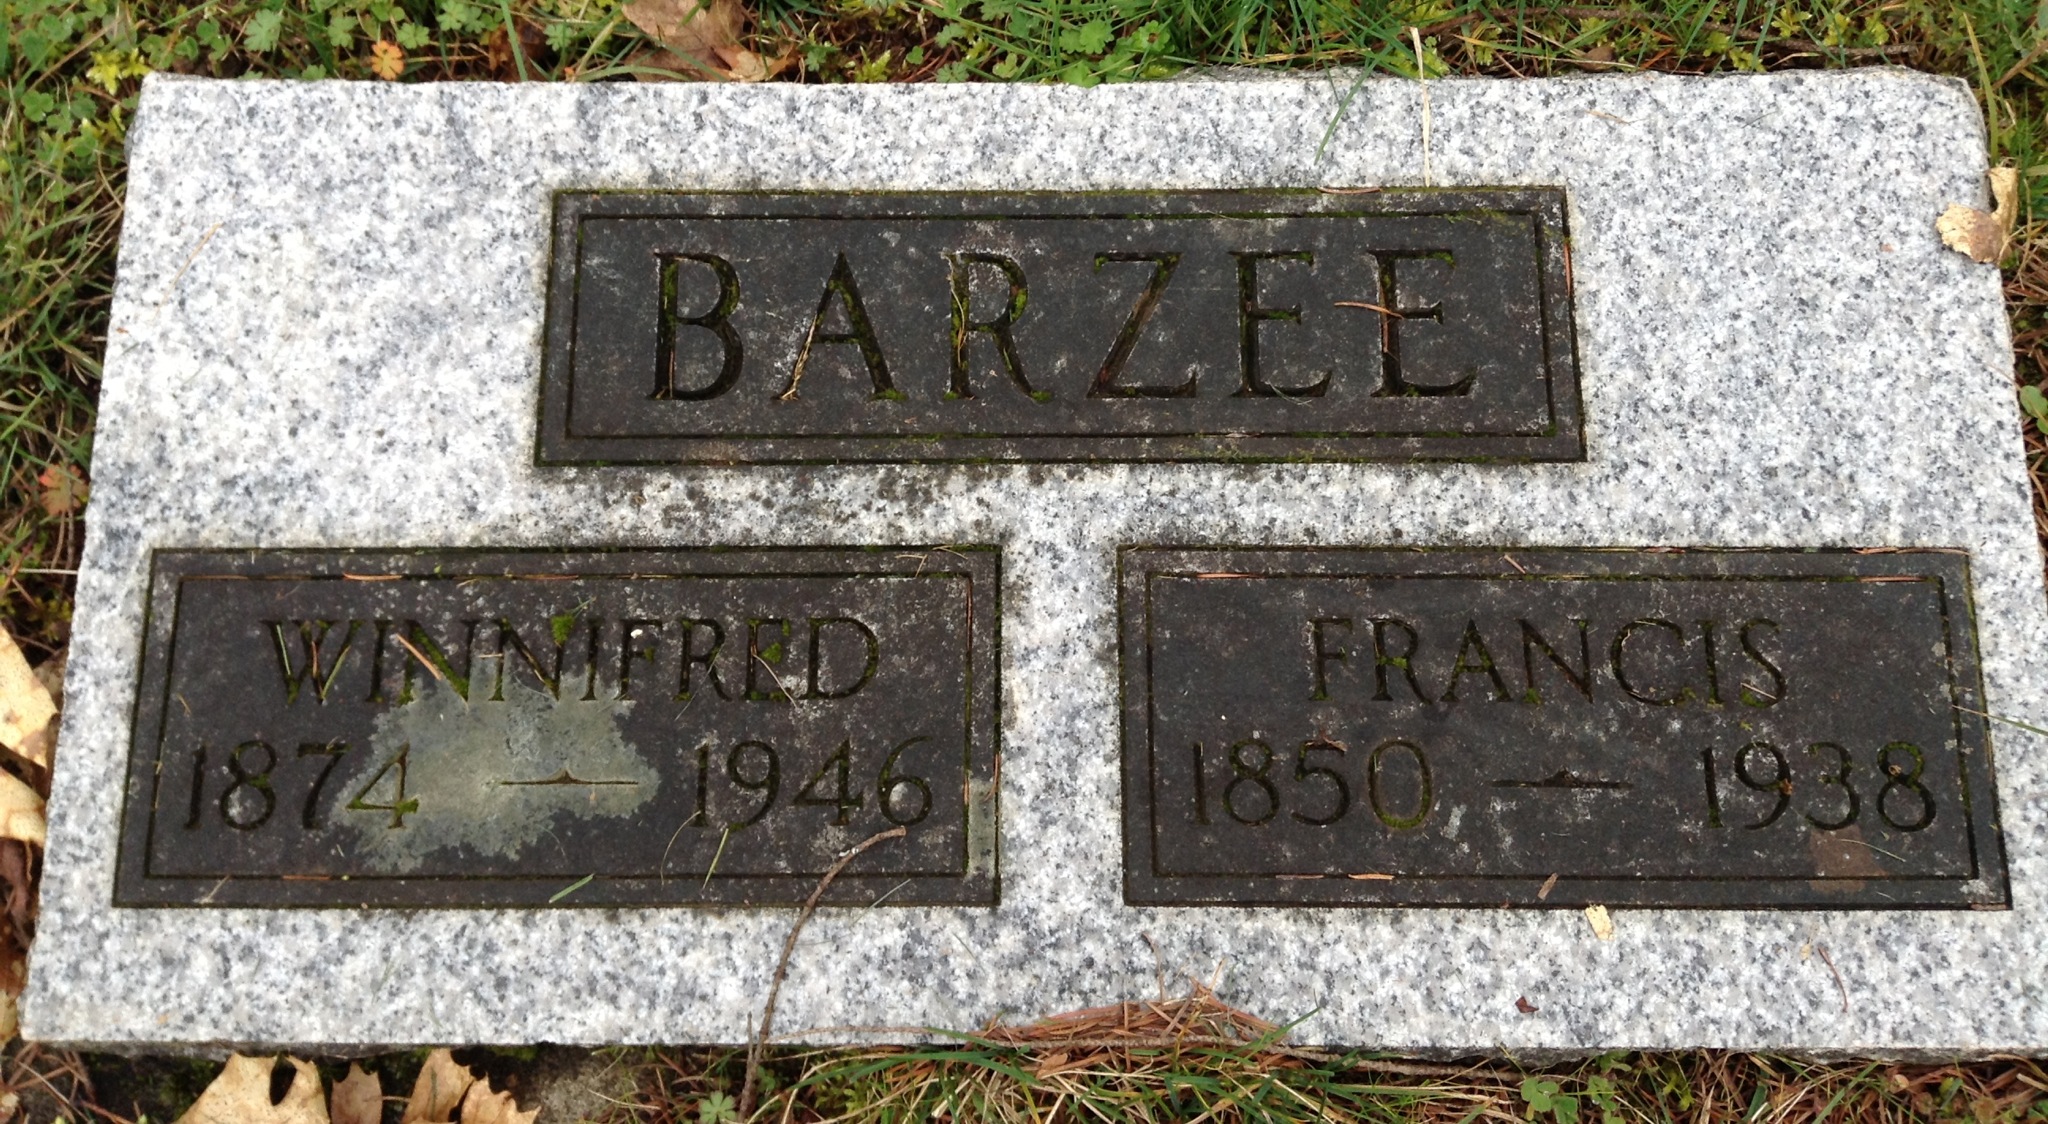 BARZEE
WINNIFRED
1874 — 1946
FRANCIS
1850 — 1938